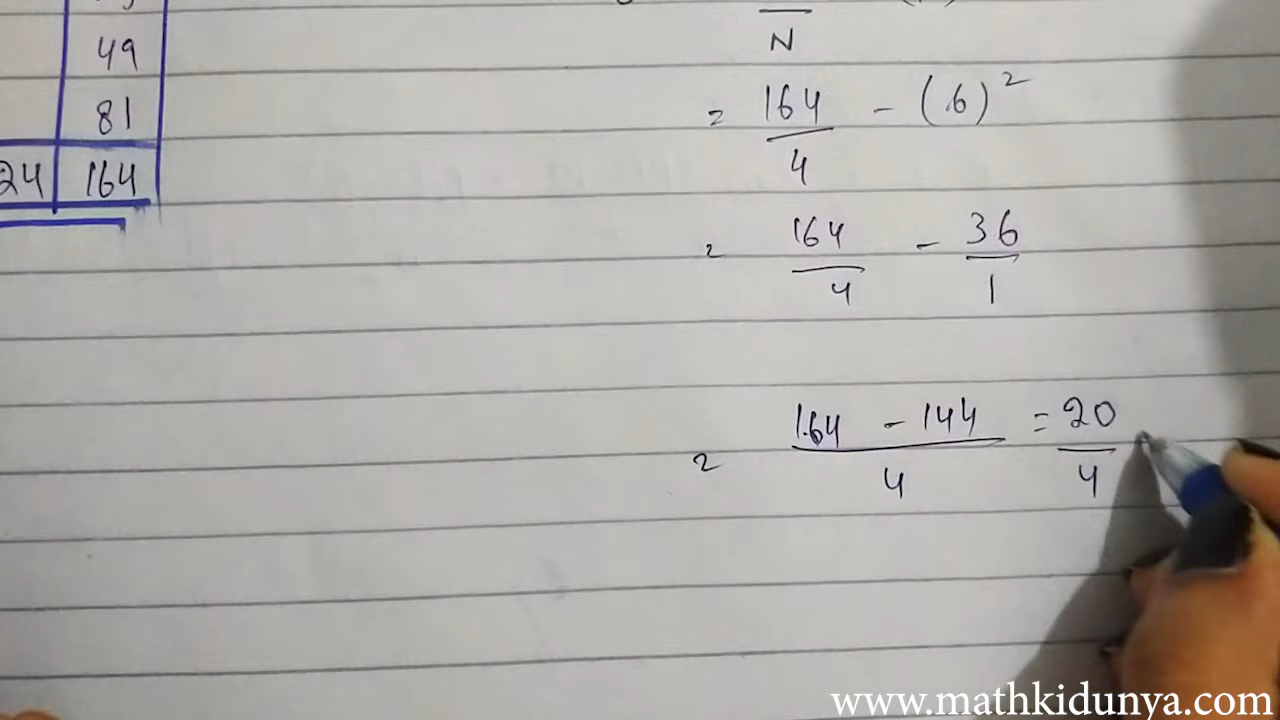 49
81
24 164
N
= 164/4 - (6)²
= 164/4 - 36/1
= 164 - 144/4 = 20/4
www.mathkidunya.com